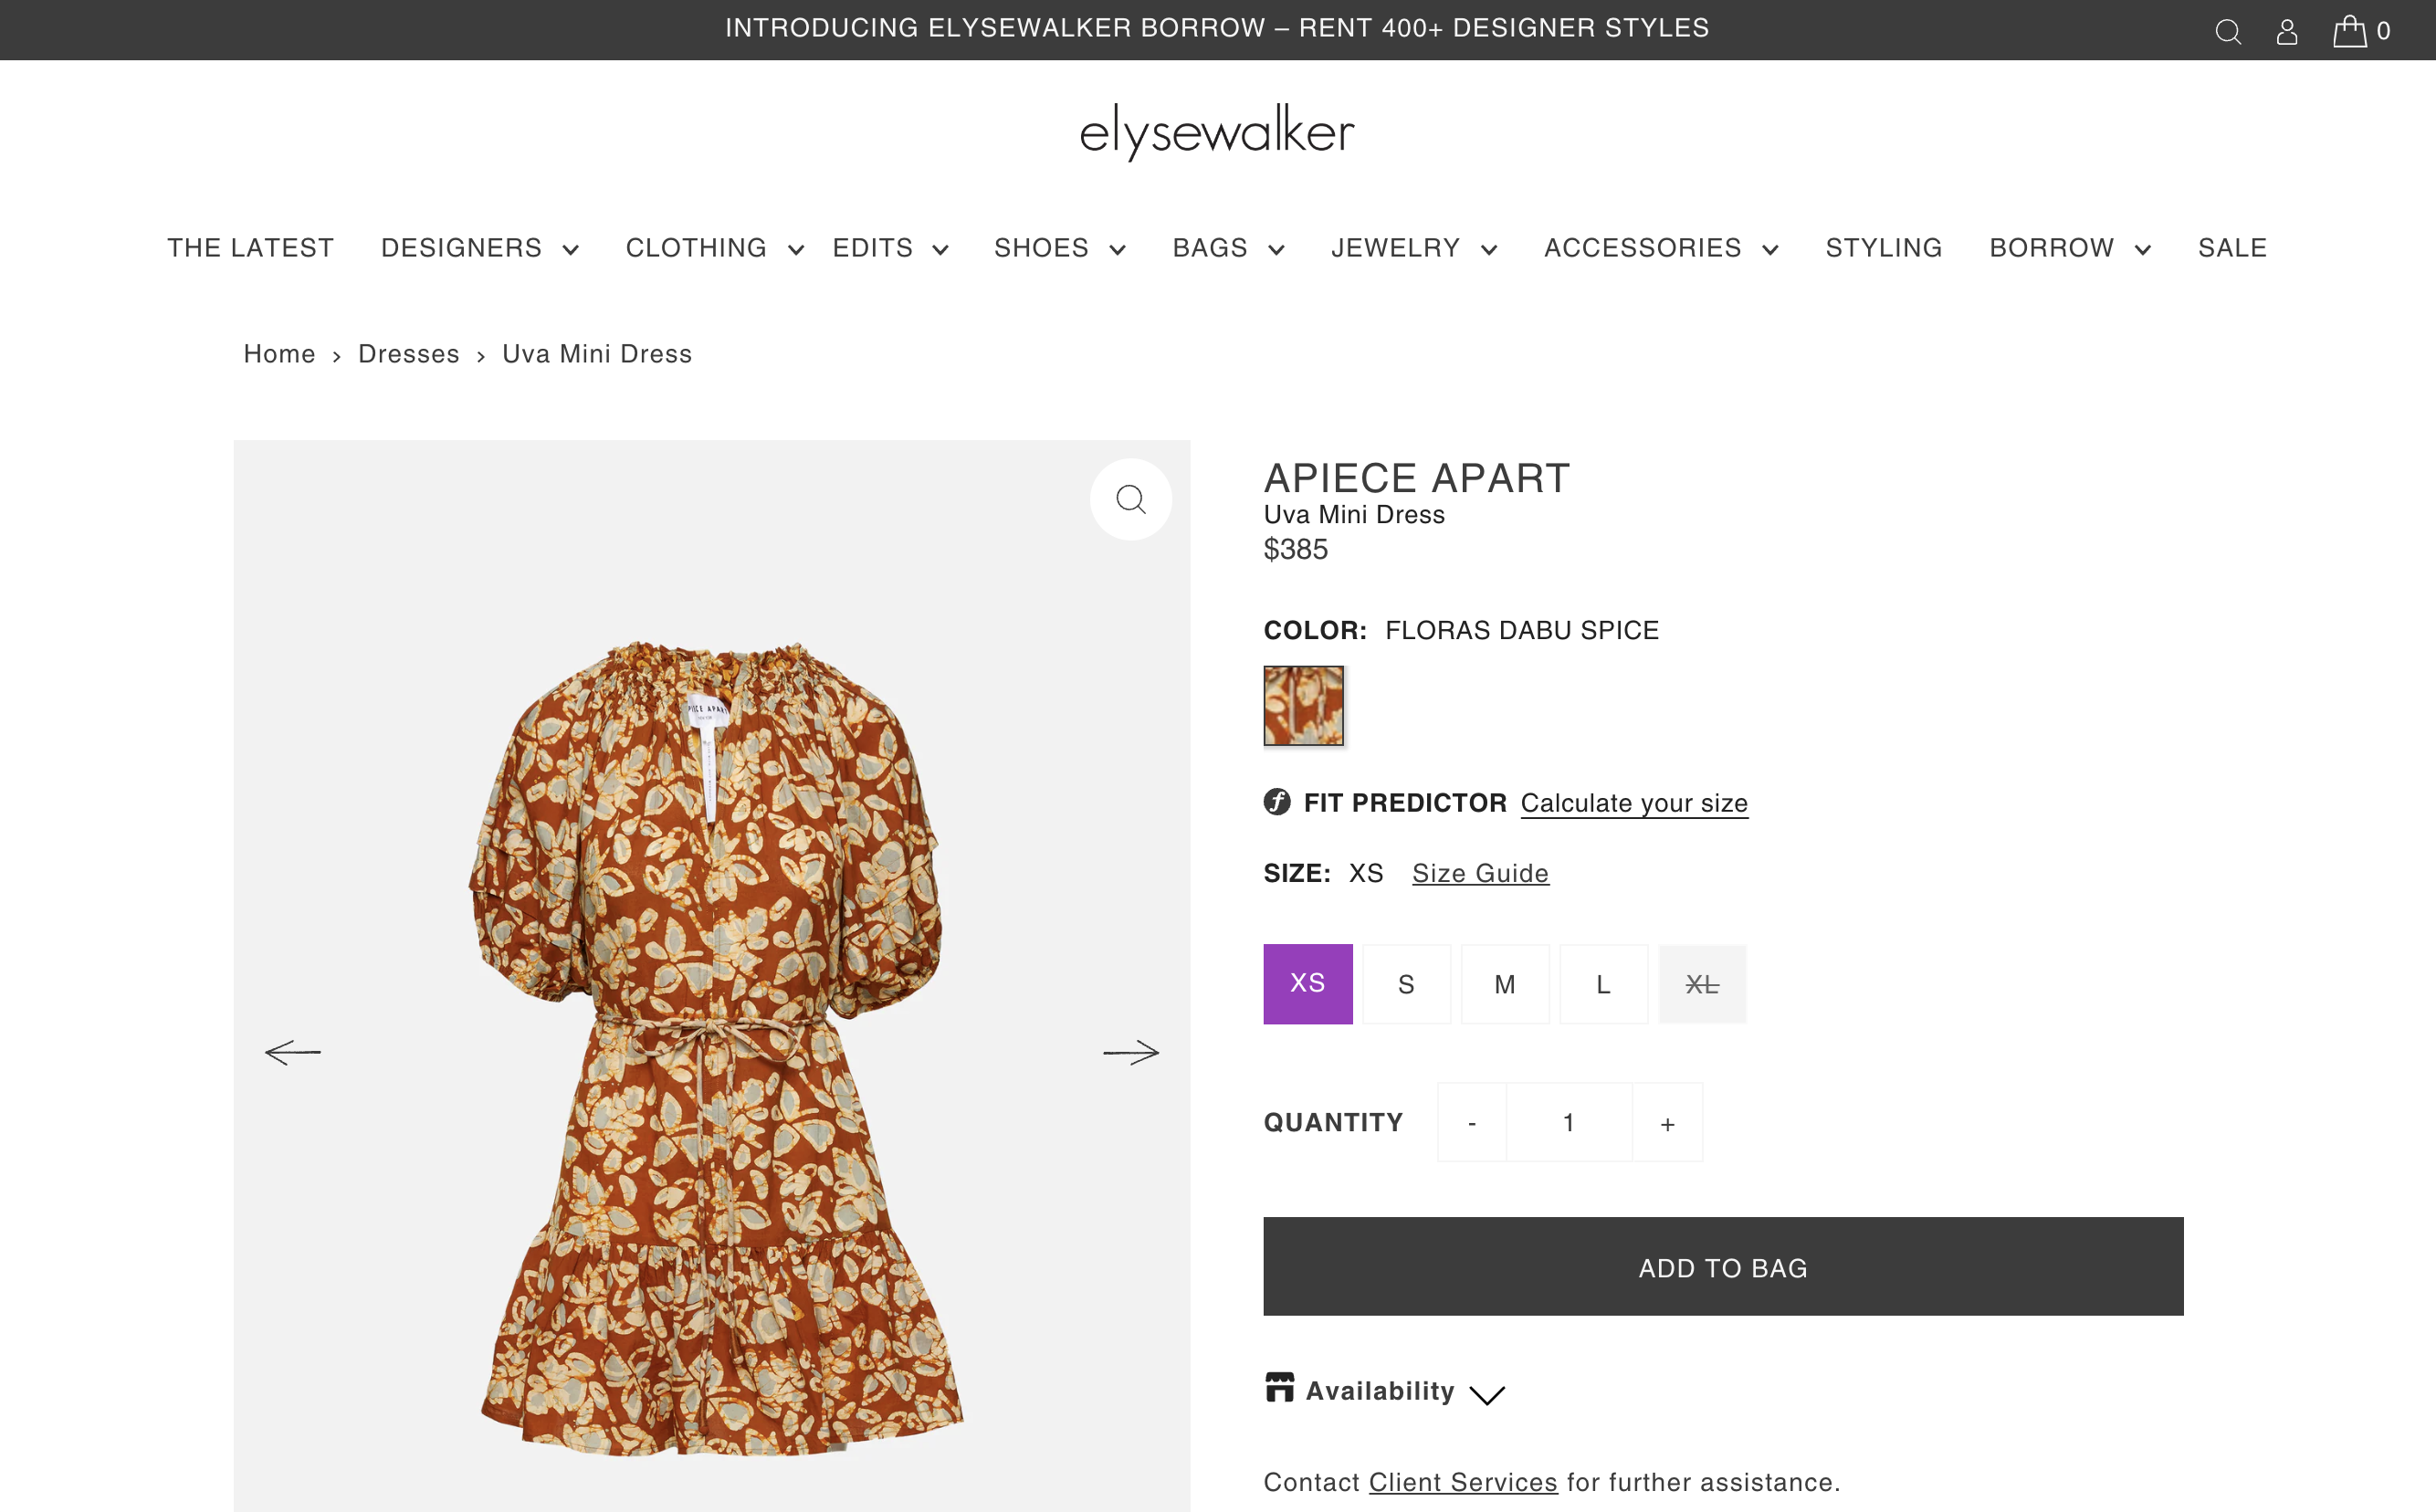 INTRODUCING ELYSEWALKER BORROW – RENT 400+ DESIGNER STYLES
0
elysewalker
THE LATEST DESIGNERS CLOTHING EDITS SHOES BAGS JEWELRY ACCESSORIES STYLING BORROW SALE
Home › Dresses › Uva Mini Dress
APIECE APART
Uva Mini Dress
$385
COLOR: FLORAS DABU SPICE
FIT PREDICTOR Calculate your size
SIZE: XS Size Guide
XS S M L XL
QUANTITY - 1 +
ADD TO BAG
Availability
Contact Client Services for further assistance.